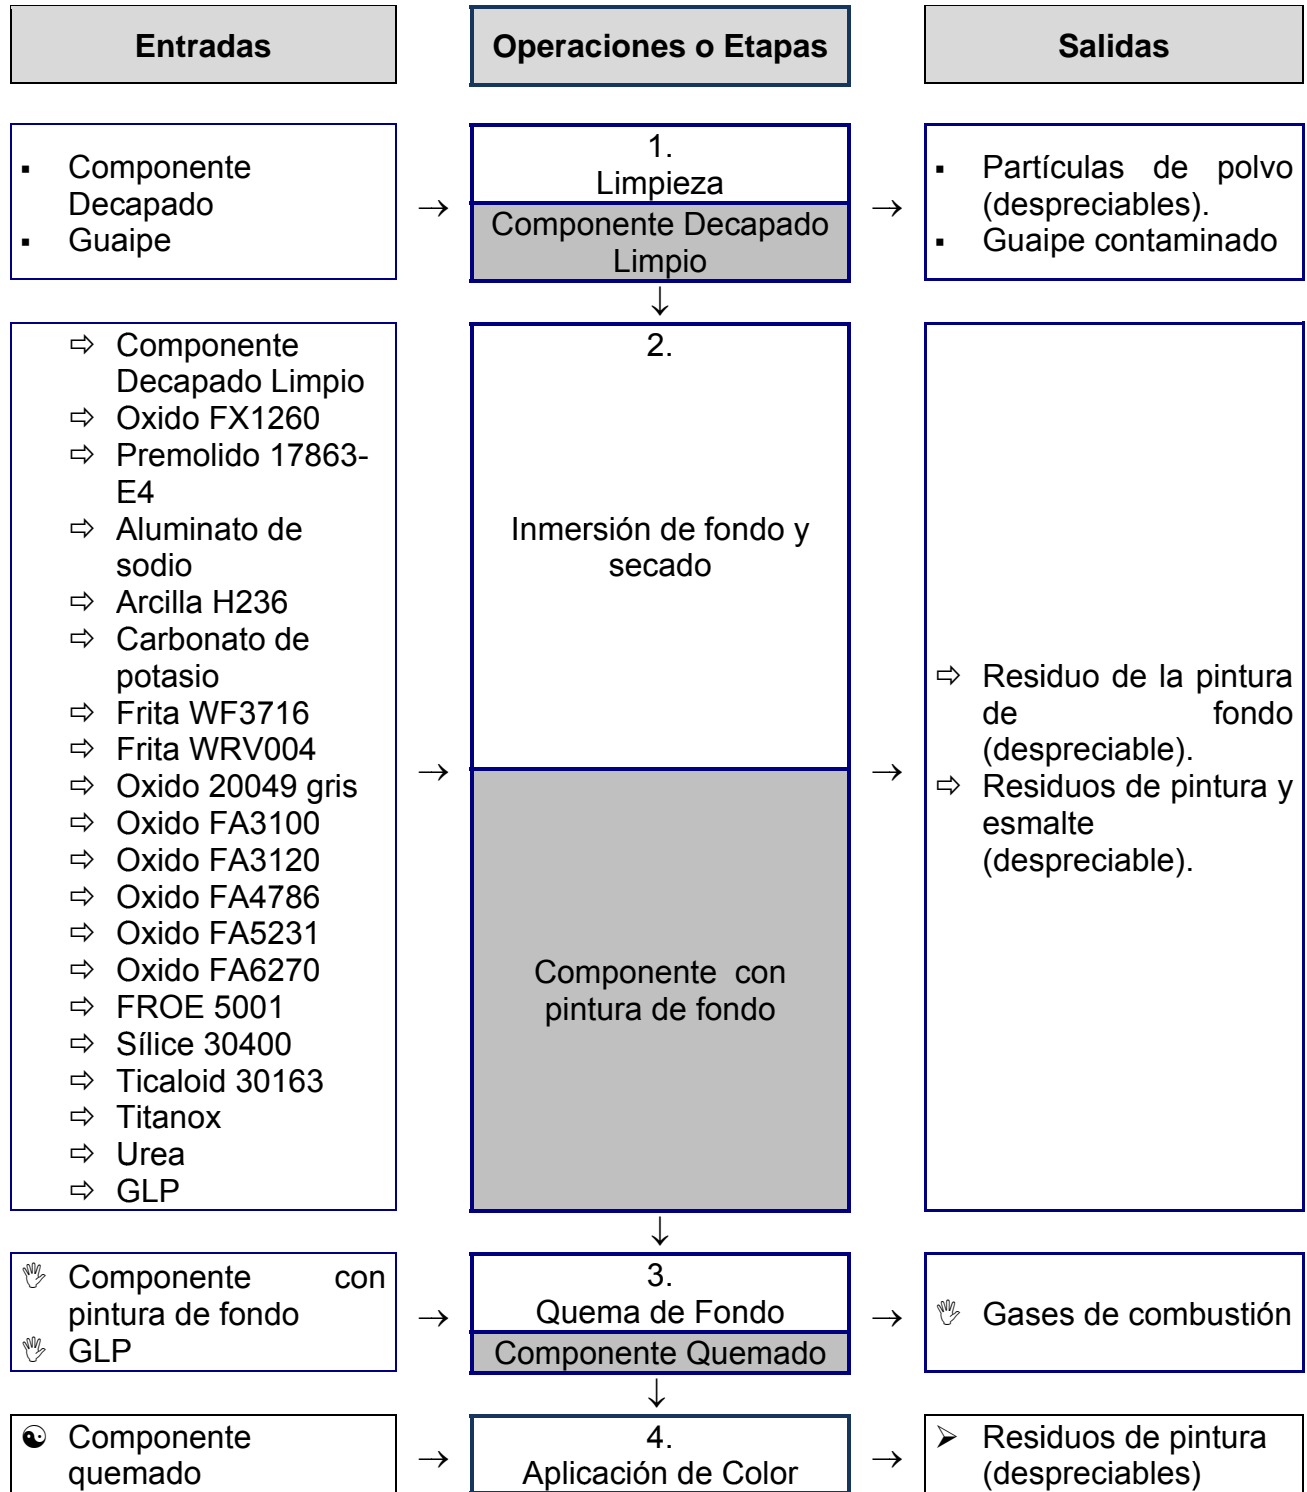 Entradas
Operaciones o Etapas
Salidas
▪ Componente
Decapado
▪ Guaipe
→
1.
Limpieza
Componente Decapado
Limpio
→
▪ Partículas de polvo
(despreciables).
▪ Guaipe contaminado
↓
⇨ Componente
Decapado Limpio
⇨ Oxido FX1260
⇨ Premolido 17863-
E4
⇨ Aluminato de
sodio
⇨ Arcilla H236
⇨ Carbonato de
potasio
⇨ Frita WF3716
⇨ Frita WRV004
⇨ Oxido 20049 gris
⇨ Oxido FA3100
⇨ Oxido FA3120
⇨ Oxido FA4786
⇨ Oxido FA5231
⇨ Oxido FA6270
⇨ FROE 5001
⇨ Sílice 30400
⇨ Ticaloid 30163
⇨ Titanox
⇨ Urea
⇨ GLP
→
2.
Inmersión de fondo y
secado
Componente con
pintura de fondo
→
⇨ Residuo de la pintura
de fondo
(despreciable).
⇨ Residuos de pintura y
esmalte
(despreciable).
↓
🖑 Componente con
pintura de fondo
🖑 GLP
→
3.
Quema de Fondo
Componente Quemado
→
🖑 Gases de combustión
↓
☯ Componente
quemado
→
4.
Aplicación de Color
→
➢ Residuos de pintura
(despreciables)